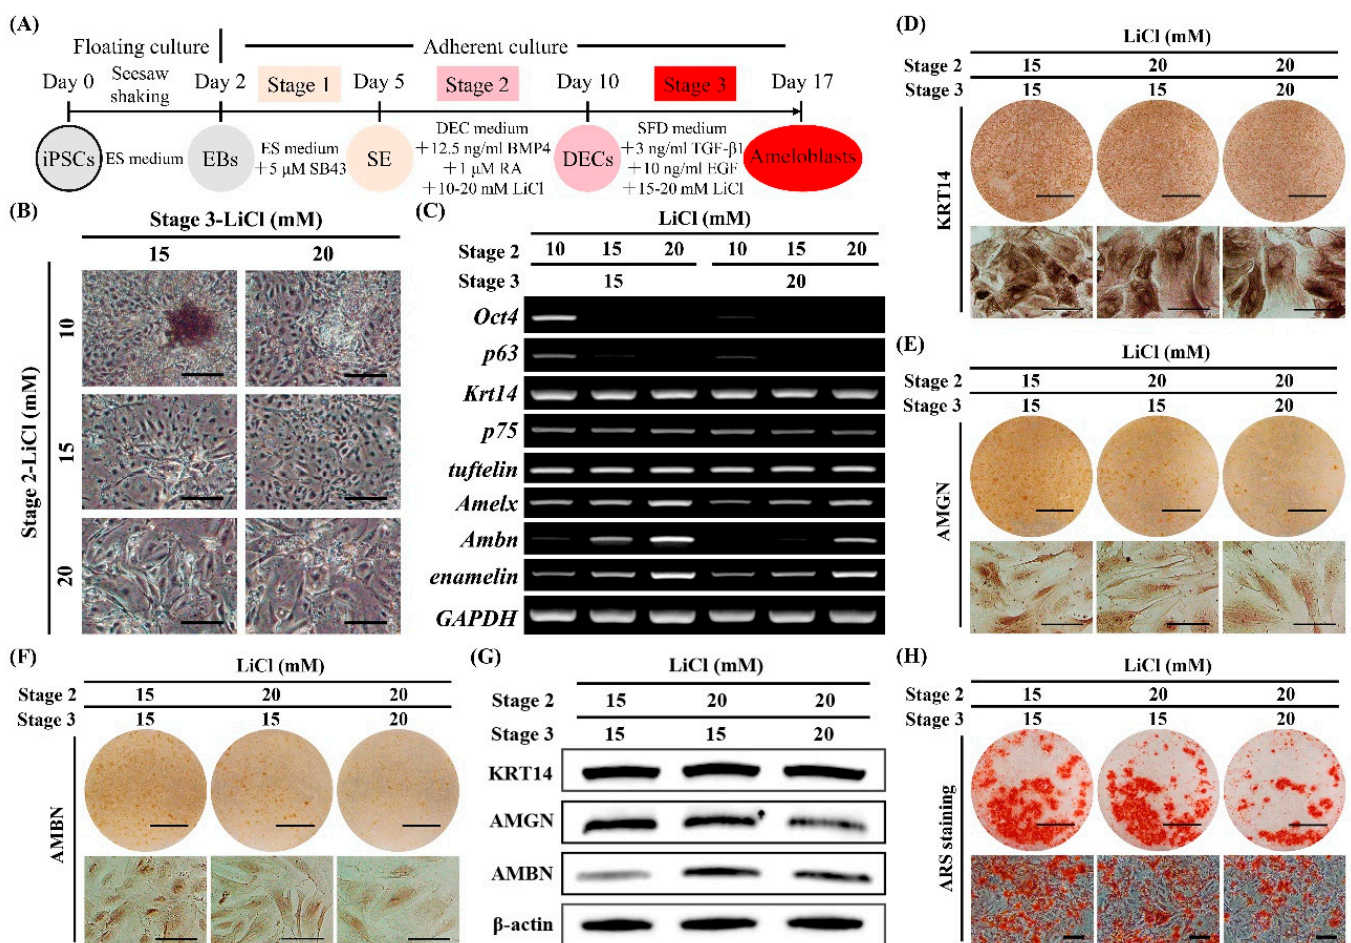 (A)
Floating culture
Adherent culture
Day 0
Seesaw
shaking
Day 2
Stage 1
Day 5
Stage 2
Day 10
Stage 3
Day 17
iPSCs
ES medium
EBs
ES medium
+5 μM SB43
SE
DEC medium
+12.5 ng/ml BMP4
+1 μM RA
+10-20 mM LiCl
DECs
SFD medium
+3 ng/ml TGF-β1
+10 ng/ml EGF
+15-20 mM LiCl
Ameloblasts
(B)
Stage 3-LiCl (mM)
15 20
Stage 2-LiCl (mM)
10
15
20
(C)
LiCl (mM)
Stage 2 10 15 20 10 15 20
Stage 3 15 20
Oct4
p63
Krt14
p75
tuftelin
Amelx
Ambn
enamelin
GAPDH
(D)
LiCl (mM)
Stage 2 15 20 20
Stage 3 15 15 20
KRT14
(E)
LiCl (mM)
Stage 2 15 20 20
Stage 3 15 15 20
AMGN
(F)
LiCl (mM)
Stage 2 15 20 20
Stage 3 15 15 20
AMBN
(G)
LiCl (mM)
Stage 2 15 20 20
Stage 3 15 15 20
KRT14
AMGN
AMBN
β-actin
(H)
LiCl (mM)
Stage 2 15 20 20
Stage 3 15 15 20
ARS staining